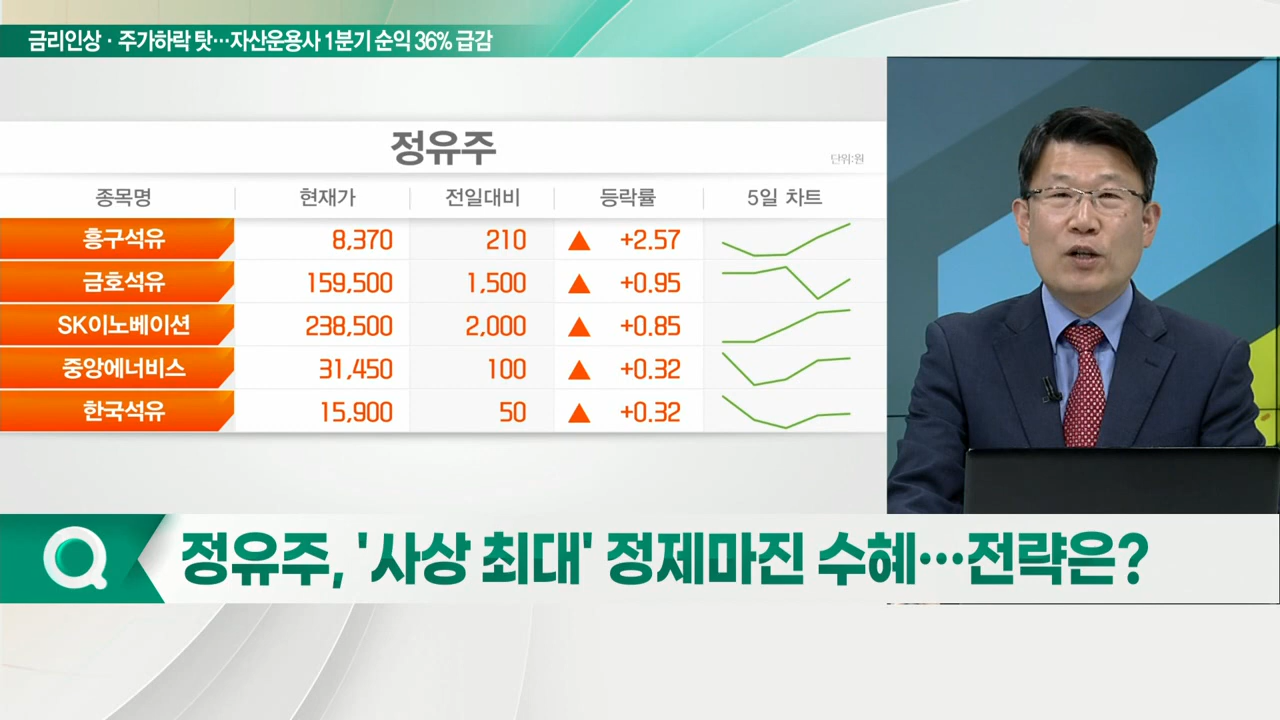 금리인상·주가하락 탓…자산운용사 1분기 순익 36% 급감
정유주
단위:원
종목명 현재가 전일대비 등락률 5일 차트
흥구석유 8,370 210 ▲ +2.57
금호석유 159,500 1,500 ▲ +0.95
SK이노베이션 238,500 2,000 ▲ +0.85
중앙에너비스 31,450 100 ▲ +0.32
한국석유 15,900 50 ▲ +0.32
정유주, '사상 최대' 정제마진 수혜…전략은?